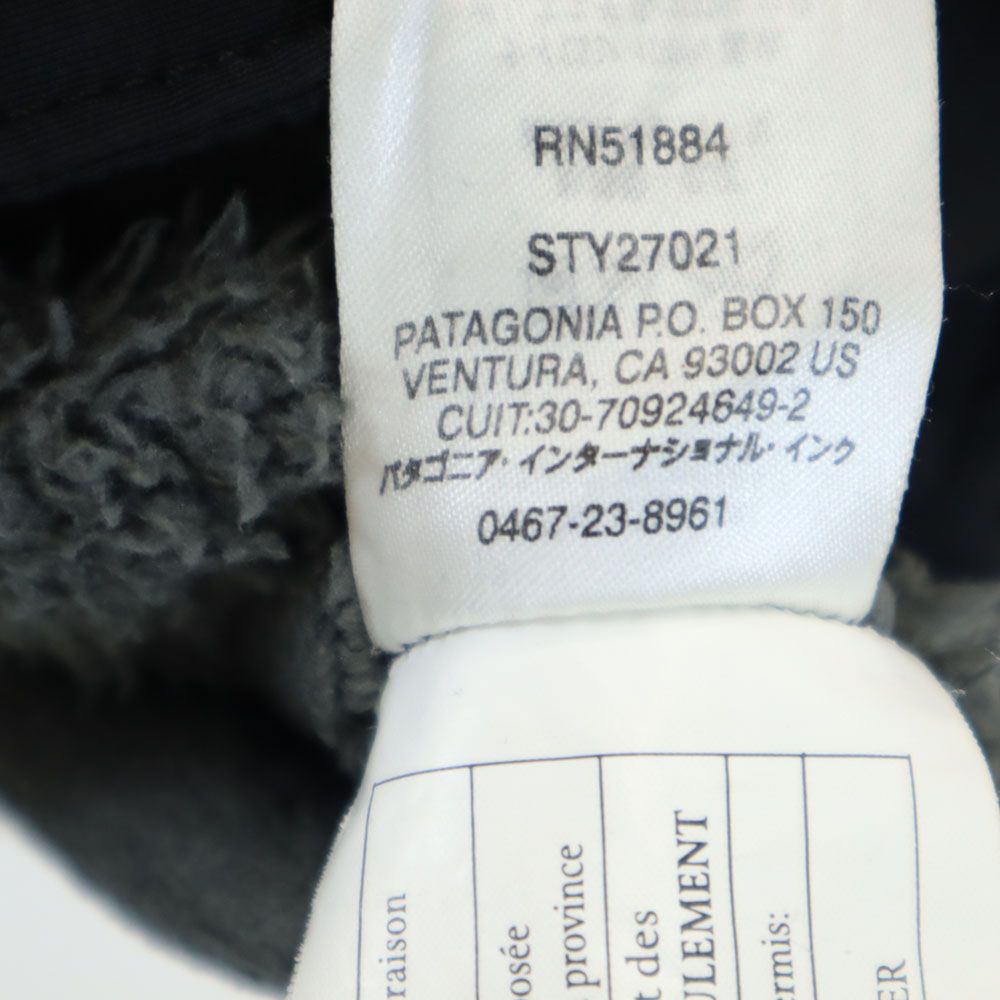 RN51884
STY27021
PATAGONIA P.O. BOX 150
VENTURA, CA 93002 US
CUIT:30-70924649-2
パタゴニア・インターナショナル・インク
0467-23-8961
raison
osée
province
t des
ULEMENT
ermis:
ER